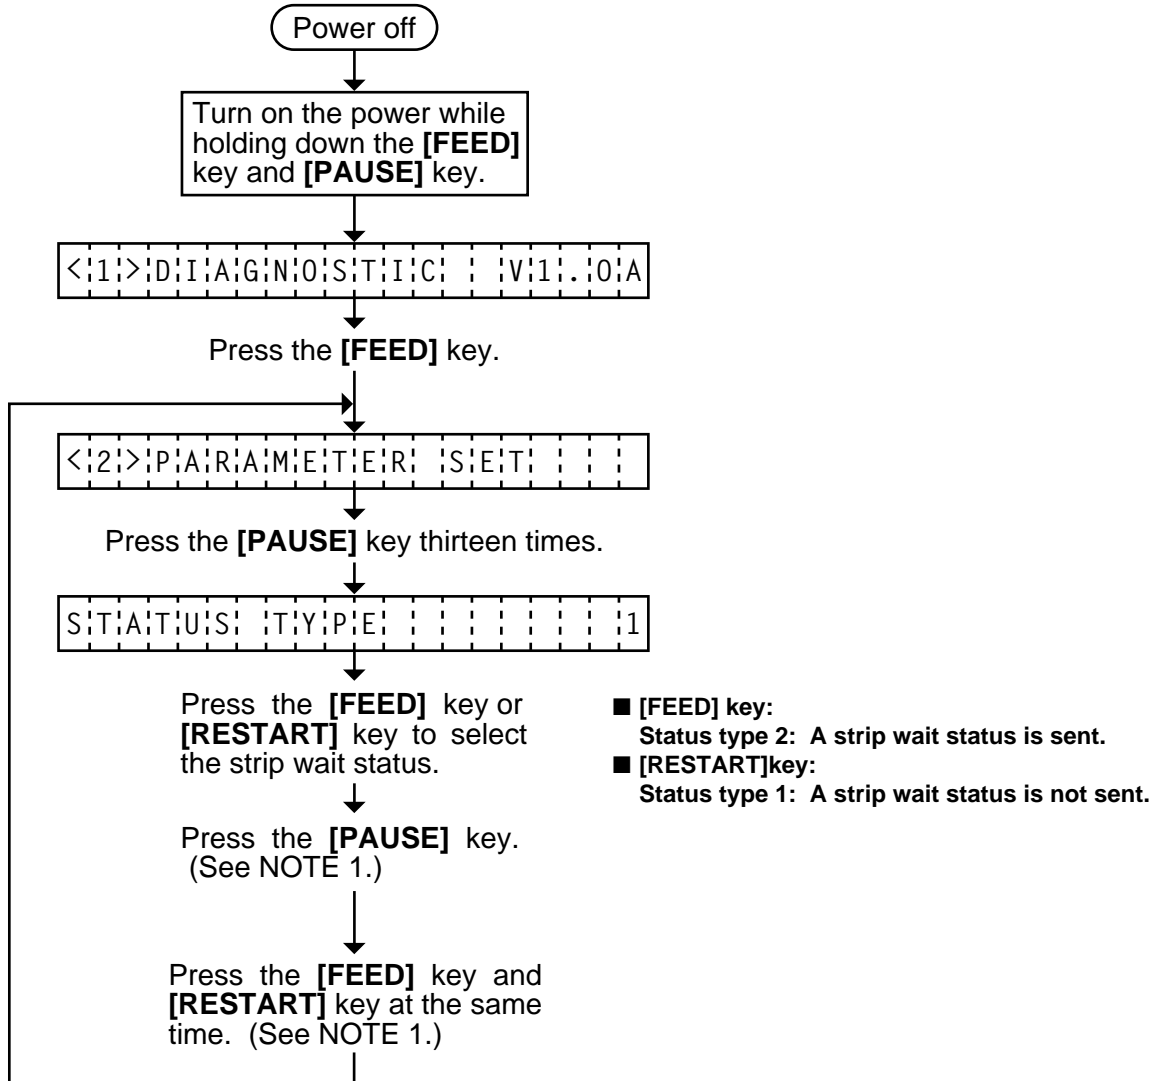 Power off
Turn on the power while
holding down the [FEED]
key and [PAUSE] key.
<1>DIAGNOSTIC  V1.0A
Press the [FEED] key.
<2>PARAMETER SET
Press the [PAUSE] key thirteen times.
STATUS TYPE        1
Press the [FEED] key or
[RESTART] key to select
the strip wait status.
■ [FEED] key:
Status type 2: A strip wait status is sent.
■ [RESTART]key:
Status type 1: A strip wait status is not sent.
Press the [PAUSE] key.
(See NOTE 1.)
Press the [FEED] key and
[RESTART] key at the same
time. (See NOTE 1.)